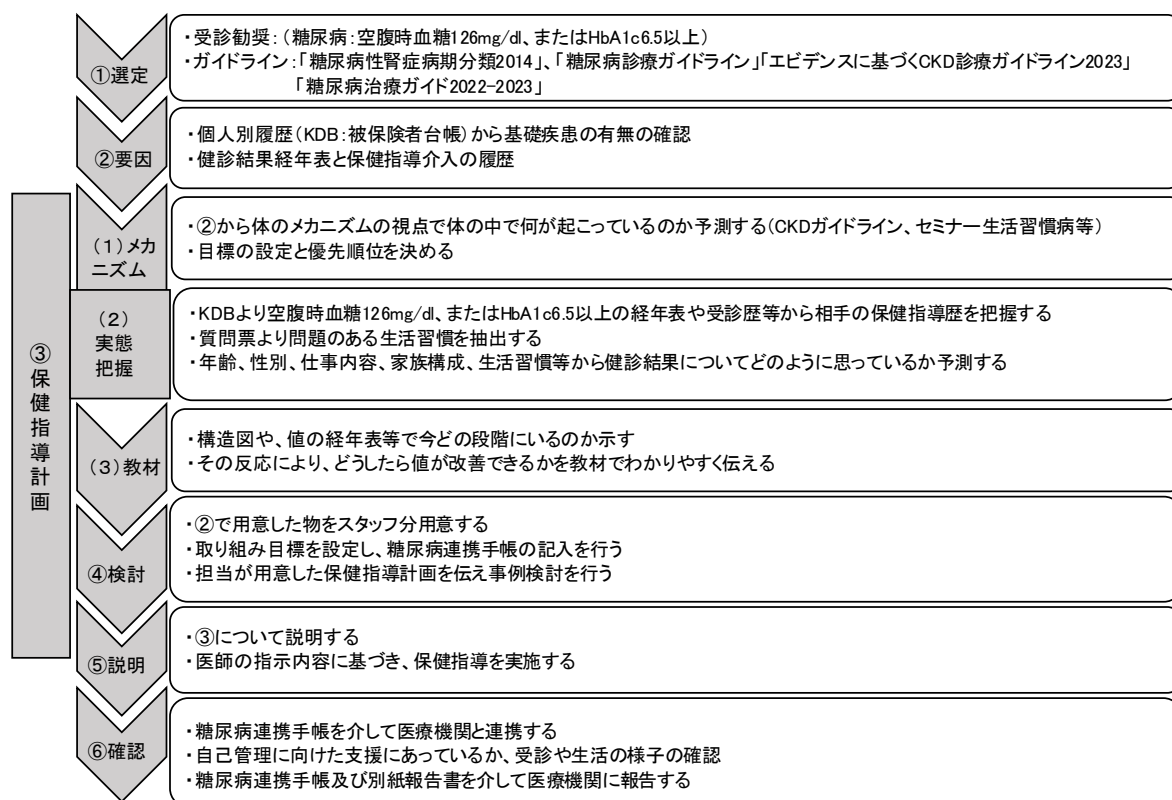 ①選定
・受診勧奨:(糖尿病:空腹時血糖126mg/dl、またはHbA1c6.5以上)
・ガイドライン:「糖尿病性腎症病期分類2014」、「糖尿病診療ガイドライン」「エビデンスに基づくCKD診療ガイドライン2023」
「糖尿病治療ガイド2022-2023」
②要因
・個人別履歴(KDB:被保険者台帳)から基礎疾患の有無の確認
・健診結果経年表と保健指導介入の履歴
③保健指導計画
(1)メカ
ニズム
・②から体のメカニズムの視点で体の中で何が起こっているのか予測する(CKDガイドライン、セミナー生活習慣病等)
・目標の設定と優先順位を決める
(2)
実態
把握
・KDBより空腹時血糖126mg/dl、またはHbA1c6.5以上の経年表や受診歴等から相手の保健指導歴を把握する
・質問票より問題のある生活習慣を抽出する
・年齢、性別、仕事内容、家族構成、生活習慣等から健診結果についてどのように思っているか予測する
(3)教材
・構造図や、値の経年表等で今どの段階にいるのか示す
・その反応により、どうしたら値が改善できるかを教材でわかりやすく伝える
④検討
・②で用意した物をスタッフ分用意する
・取り組み目標を設定し、糖尿病連携手帳の記入を行う
・担当が用意した保健指導計画を伝え事例検討を行う
⑤説明
・③について説明する
・医師の指示内容に基づき、保健指導を実施する
⑥確認
・糖尿病連携手帳を介して医療機関と連携する
・自己管理に向けた支援にあっているか、受診や生活の様子の確認
・糖尿病連携手帳及び別紙報告書を介して医療機関に報告する